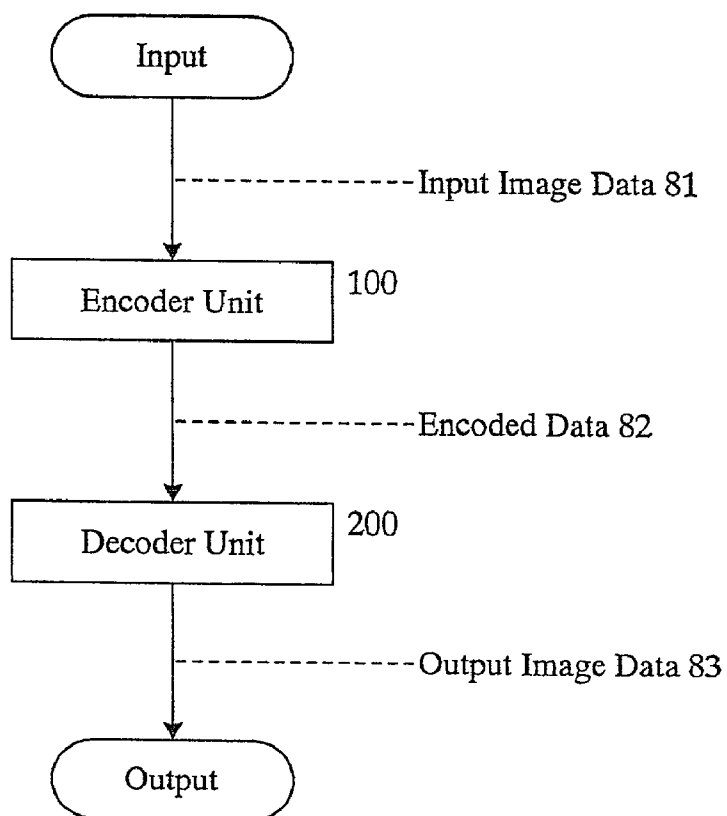 Input
Input Image Data 81
Encoder Unit
100
Encoded Data 82
Decoder Unit
200
Output Image Data 83
Output